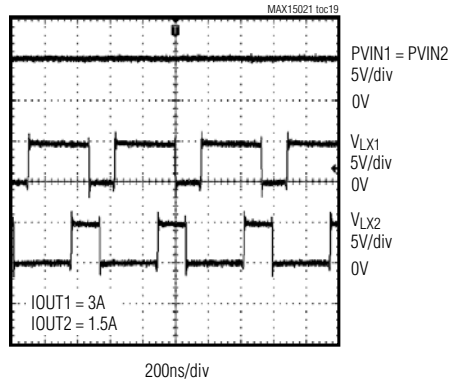 MAX15021 toc19
PVIN1 = PVIN2
5V/div
0V
VLX1
5V/div
0V
VLX2
5V/div
0V
IOUT1 = 3A
IOUT2 = 1.5A
200ns/div